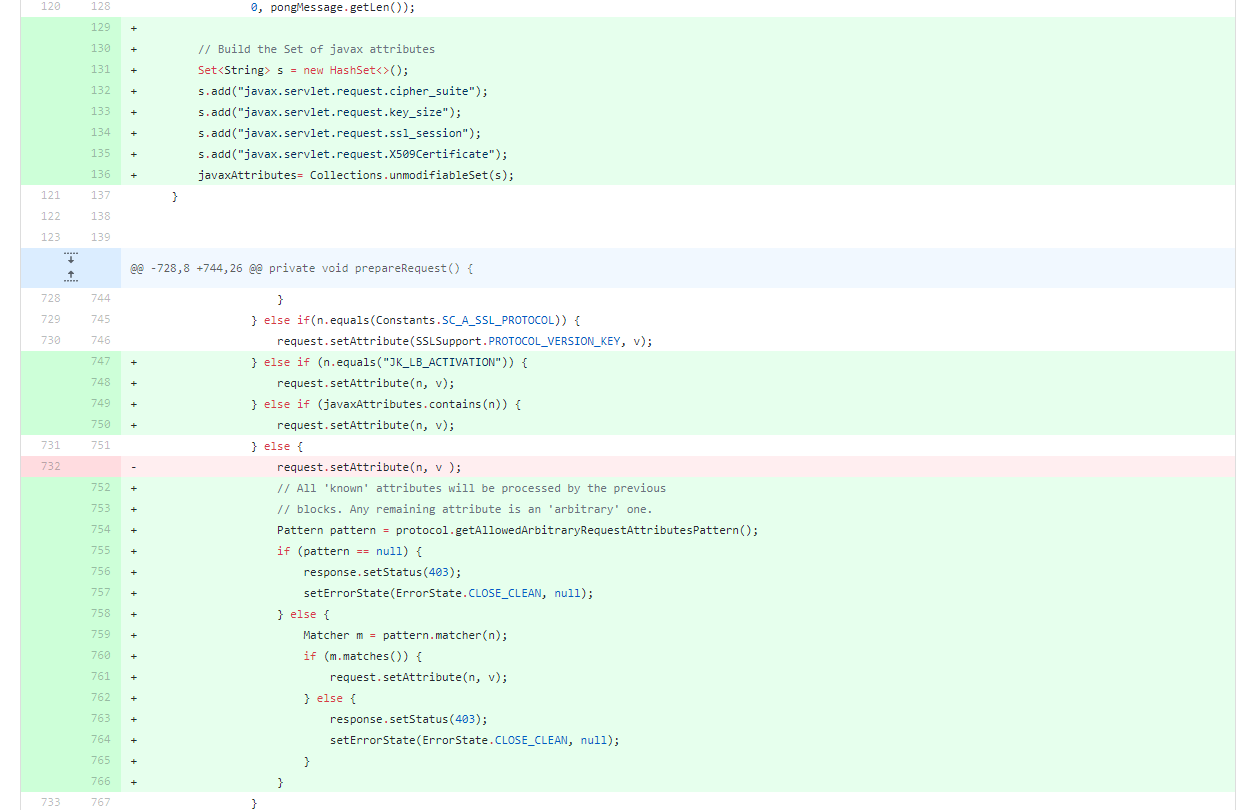 120 128 0, pongMessage.getLen());
129 +
130 + // Build the Set of javax attributes
131 + Set<String> s = new HashSet<>();
132 + s.add("javax.servlet.request.cipher_suite");
133 + s.add("javax.servlet.request.key_size");
134 + s.add("javax.servlet.request.ssl_session");
135 + s.add("javax.servlet.request.X509Certificate");
136 + javaxAttributes= Collections.unmodifiableSet(s);
121 137 }
122 138
123 139
@@ -728,8 +744,26 @@ private void prepareRequest() {
728 744 }
729 745 } else if(n.equals(Constants.SC_A_SSL_PROTOCOL)) {
730 746 request.setAttribute(SSLSupport.PROTOCOL_VERSION_KEY, v);
747 + } else if (n.equals("JK_LB_ACTIVATION")) {
748 + request.setAttribute(n, v);
749 + } else if (javaxAttributes.contains(n)) {
750 + request.setAttribute(n, v);
731 751 } else {
732 - request.setAttribute(n, v );
752 + // All 'known' attributes will be processed by the previous
753 + // blocks. Any remaining attribute is an 'arbitrary' one.
754 + Pattern pattern = protocol.getAllowedArbitraryRequestAttributesPattern();
755 + if (pattern == null) {
756 + response.setStatus(403);
757 + setErrorState(ErrorState.CLOSE_CLEAN, null);
758 + } else {
759 + Matcher m = pattern.matcher(n);
760 + if (m.matches()) {
761 + request.setAttribute(n, v);
762 + } else {
763 + response.setStatus(403);
764 + setErrorState(ErrorState.CLOSE_CLEAN, null);
765 + }
766 + }
733 767 }